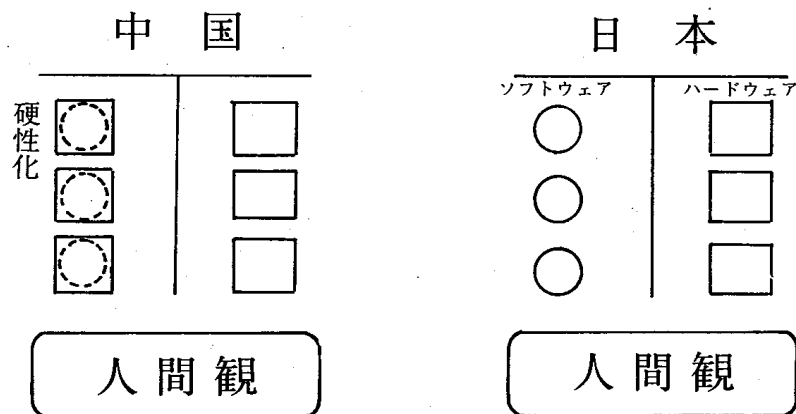 中国
日本
硬性化
ソフトウェア
ハードウェア
人間観
人間観